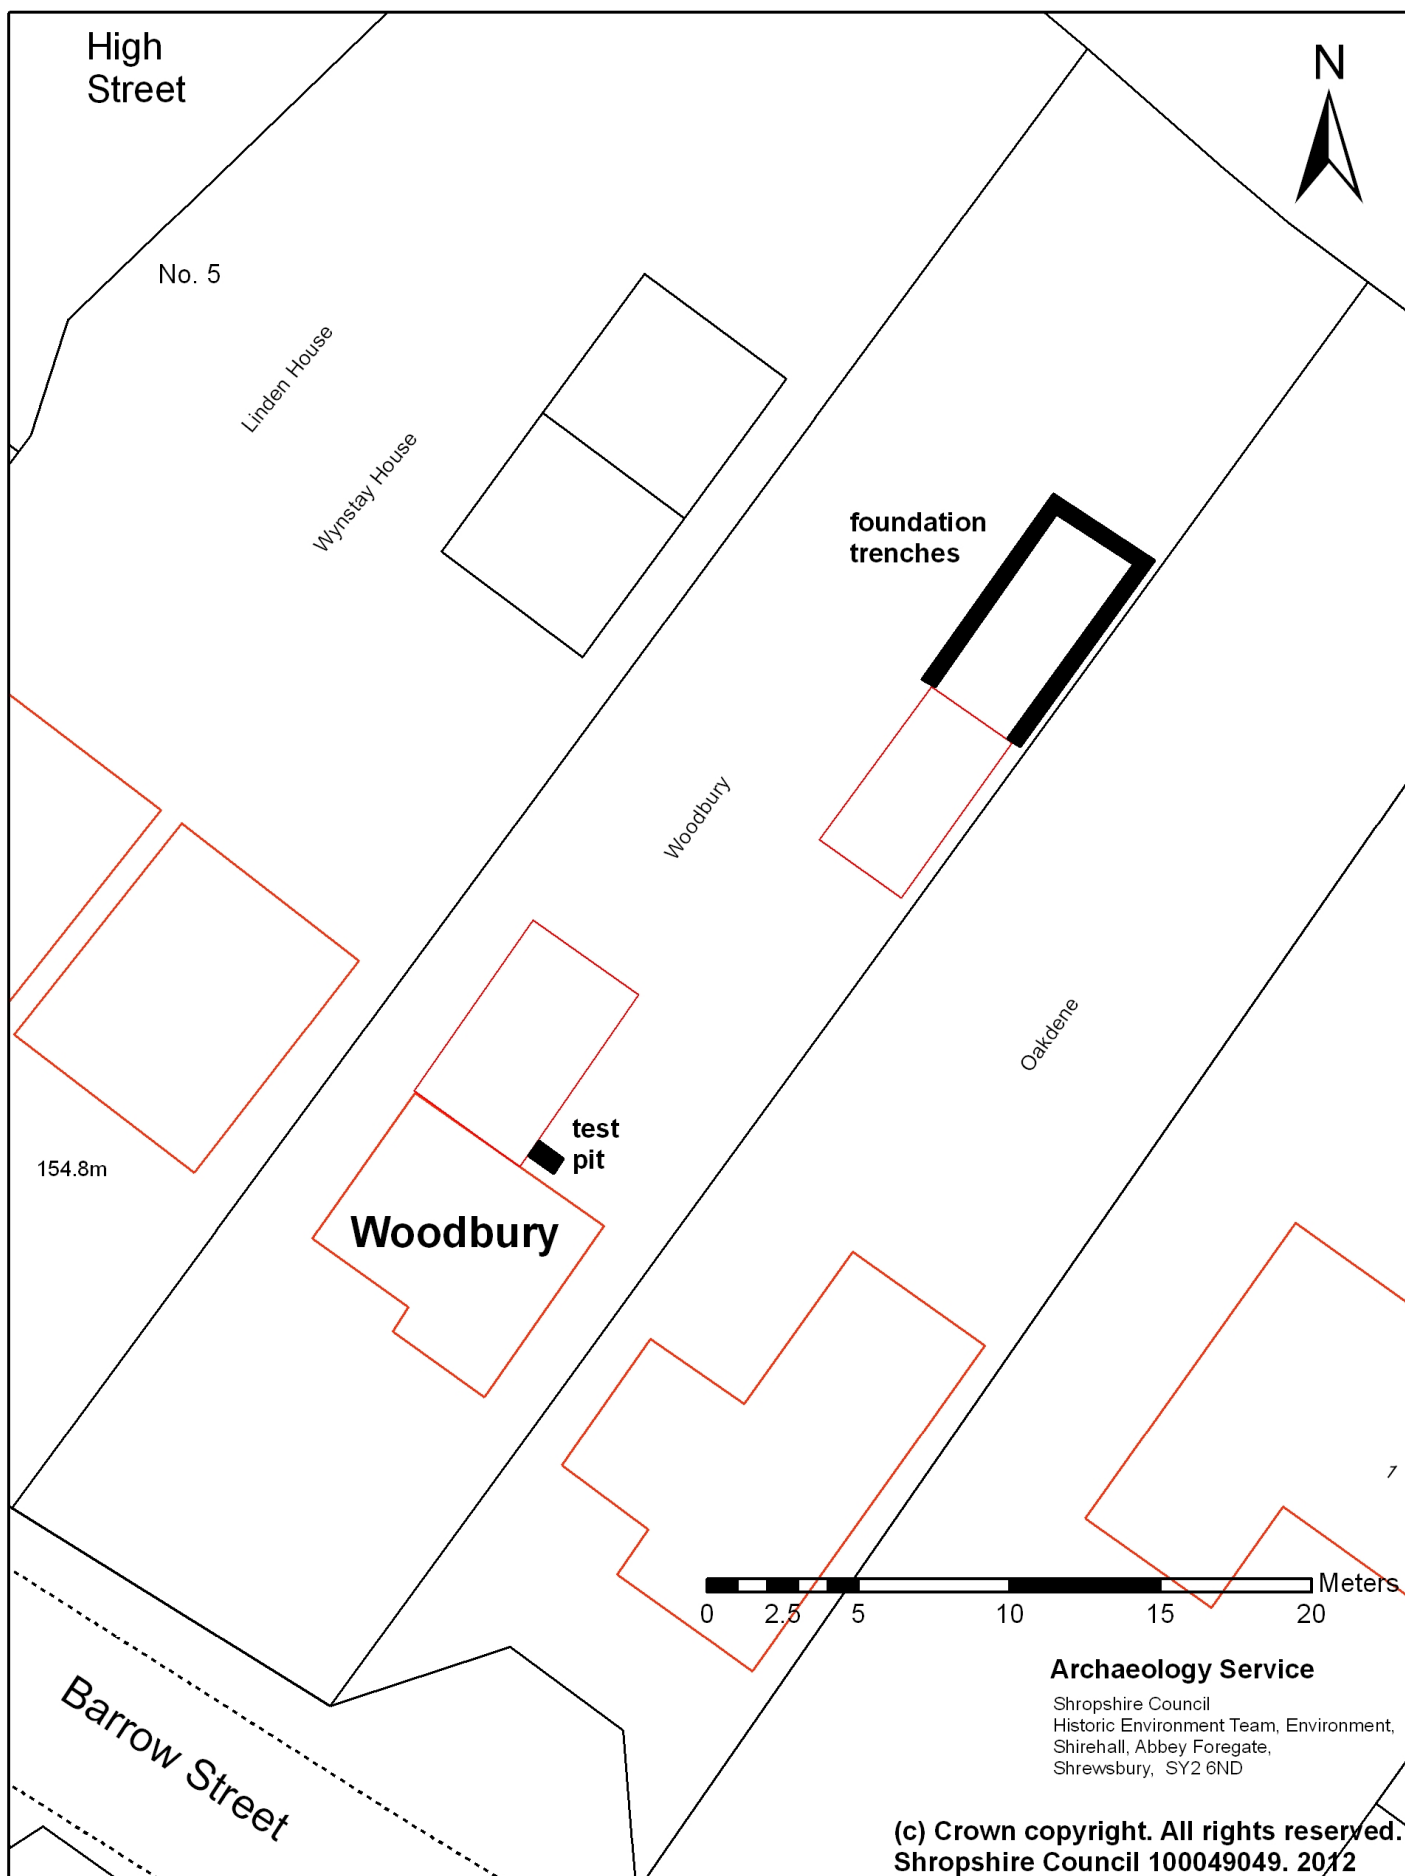 High
Street
N
No. 5
Linden House
Wynstay House
foundation
trenches
Woodbury
Oakdene
test
pit
154.8m
Woodbury
1
Meters
0 2.5 5 10 15 20
Archaeology Service
Shropshire Council
Historic Environment Team, Environment,
Shirehall, Abbey Foregate,
Shrewsbury, SY2 6ND
Barrow Street
(c) Crown copyright. All rights reserved.
Shropshire Council 100049049. 2012